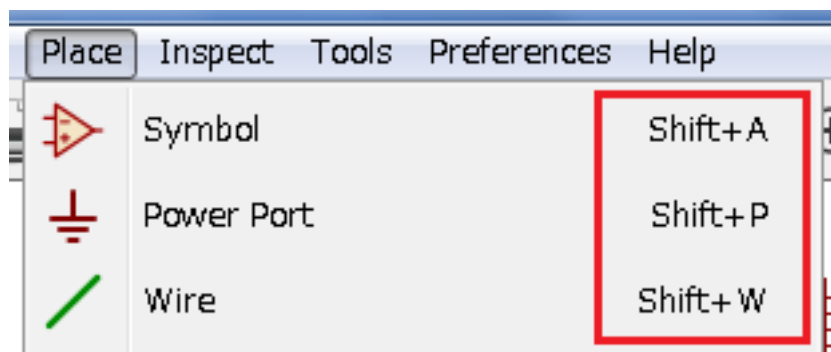 Place Inspect Tools Preferences Help
Symbol Shift+A
Power Port Shift+P
Wire Shift+W